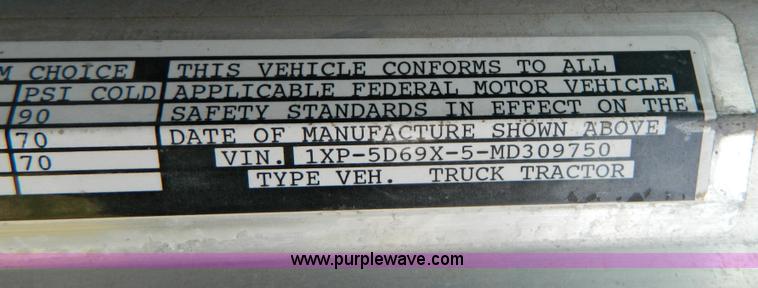 M CHOICE THIS VEHICLE CONFORMS TO ALL
PSI COLD APPLICABLE FEDERAL MOTOR VEHICLE
90 SAFETY STANDARDS IN EFFECT ON THE
70 DATE OF MANUFACTURE SHOWN ABOVE
70 VIN. 1XP-5D69X-5-MD309750
TYPE VEH. TRUCK TRACTOR
www.purplewave.com